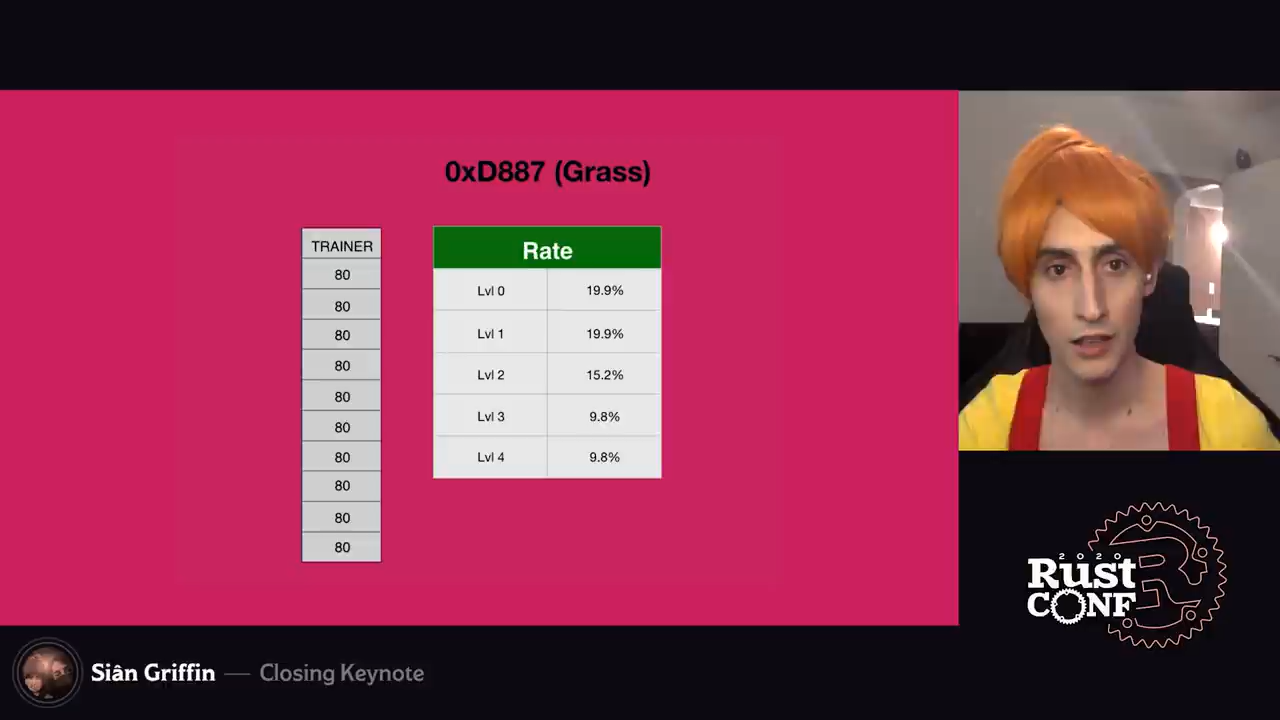 0xD887 (Grass)
TRAINER
80
80
80
80
80
80
80
80
80
80
Rate
Lvl 0 19.9%
Lvl 1 19.9%
Lvl 2 15.2%
Lvl 3 9.8%
Lvl 4 9.8%
2020
Rust
CONF
Siân Griffin — Closing Keynote